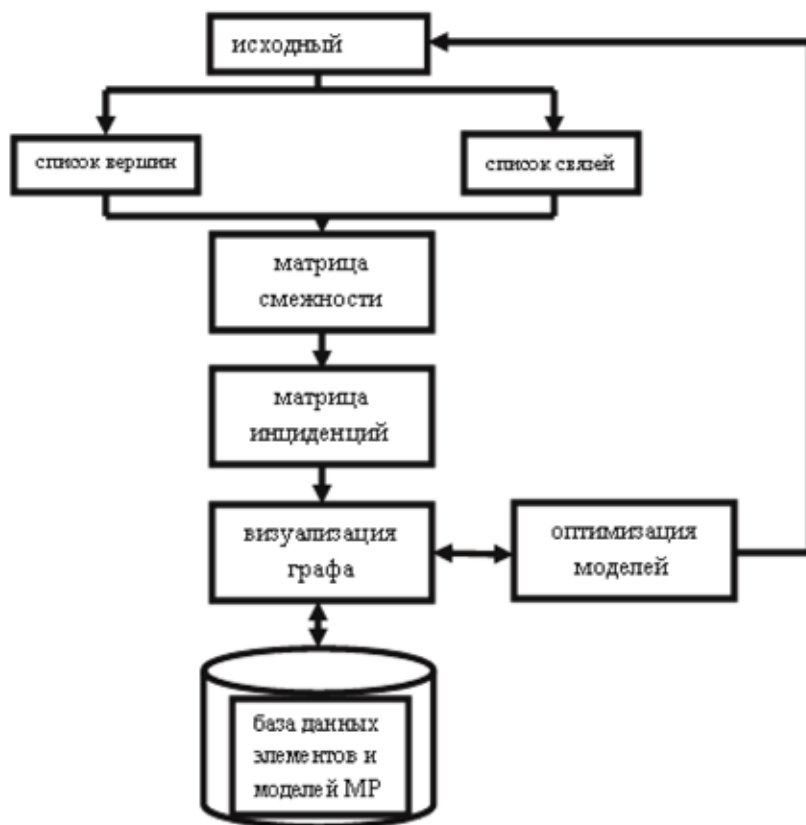 исходный
список вершин
список связей
матрица
смежности
матрица
инциденций
визуализация
графа
оптимизация
моделей
база данных
элементов и
моделей МР